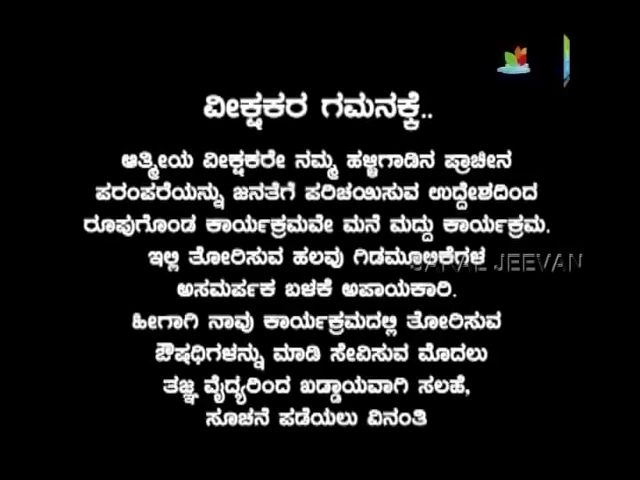 ವೀಕ್ಷಕರ ಗಮನಕ್ಕೆ..
ಆತ್ಮೀಯ ವೀಕ್ಷಕರೇ ನಮ್ಮ ಹಳ್ಳಿಗಾಡಿನ ಪ್ರಾಚೀನ
ಪರಂಪರೆಯನ್ನು ಜನತೆಗೆ ಪರಿಚಯಿಸುವ ಉದ್ದೇಶದಿಂದ
ರೂಪುಗೊಂಡ ಕಾರ್ಯಕ್ರಮವೇ ಮನೆ ಮದ್ದು ಕಾರ್ಯಕ್ರಮ.
ಇಲ್ಲಿ ತೋರಿಸುವ ಹಲವು ಗಿಡಮೂಲಿಕೆಗಳ
SARAL JEEVAN
ಅಸಮರ್ಪಕ ಬಳಕೆ ಅಪಾಯಕಾರಿ.
ಹೀಗಾಗಿ ನಾವು ಕಾರ್ಯಕ್ರಮದಲ್ಲಿ ತೋರಿಸುವ
ಔಷಧಿಗಳನ್ನು ಮಾಡಿ ಸೇವಿಸುವ ಮೊದಲು
ತಜ್ಞ ವೈದ್ಯರಿಂದ ಖಡ್ಡಾಯವಾಗಿ ಸಲಹೆ,
ಸೂಚನೆ ಪಡೆಯಲು ವಿನಂತಿ